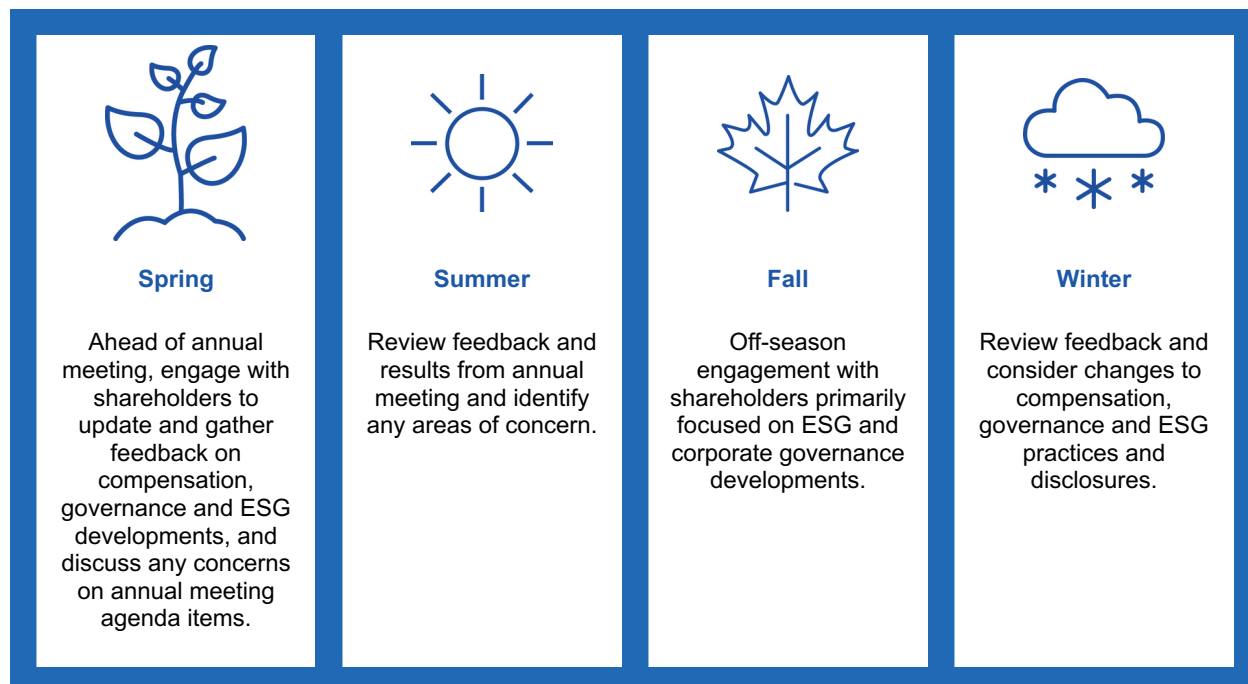 Spring
Ahead of annual
meeting, engage with
shareholders to
update and gather
feedback on
compensation,
governance and ESG
developments, and
discuss any concerns
on annual meeting
agenda items.
Summer
Review feedback and
results from annual
meeting and identify
any areas of concern.
Fall
Off-season
engagement with
shareholders primarily
focused on ESG and
corporate governance
developments.
Winter
Review feedback and
consider changes to
compensation,
governance and ESG
practices and
disclosures.